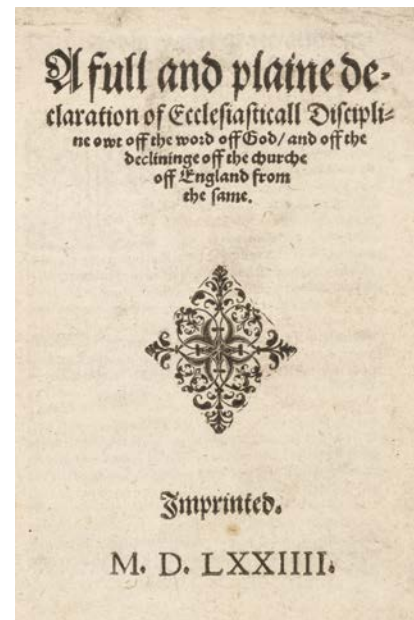 A full and plaine de-
claration of Ecclesiasticall Discipli-
ne owt off the word off God/ and off the
declininge off the churche
off England from
the same.
Imprinted.
M. D. LXXIIII.